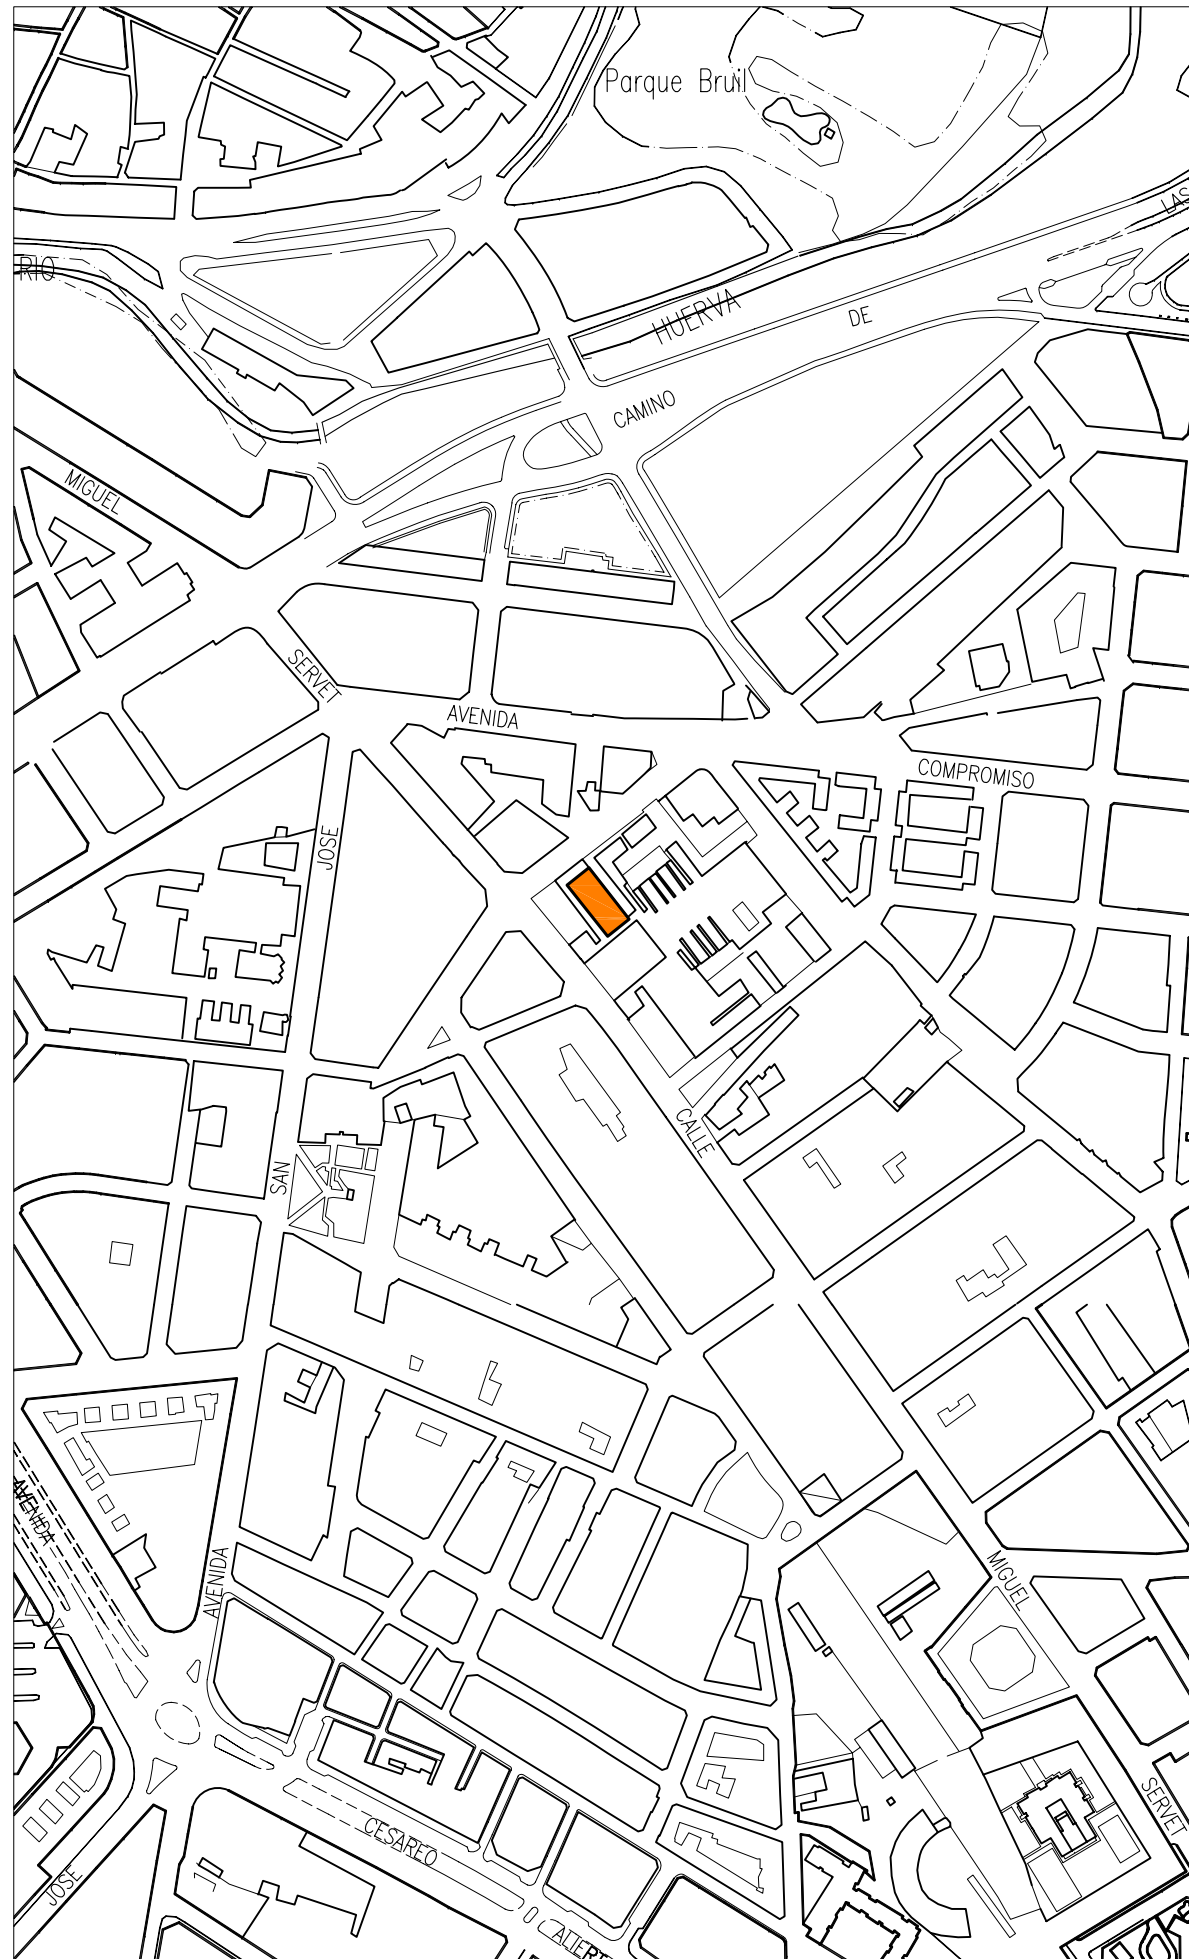 Parque Bruil
LAS
RIO
HUERVA
DE
CAMINO
MIGUEL
SERVET
AVENIDA
COMPROMISO
JOSE
CALLE
SAN
AVENIDA
AVENIDA
MIGUEL
SERVET
CESAREO
JOSE
ALIERT